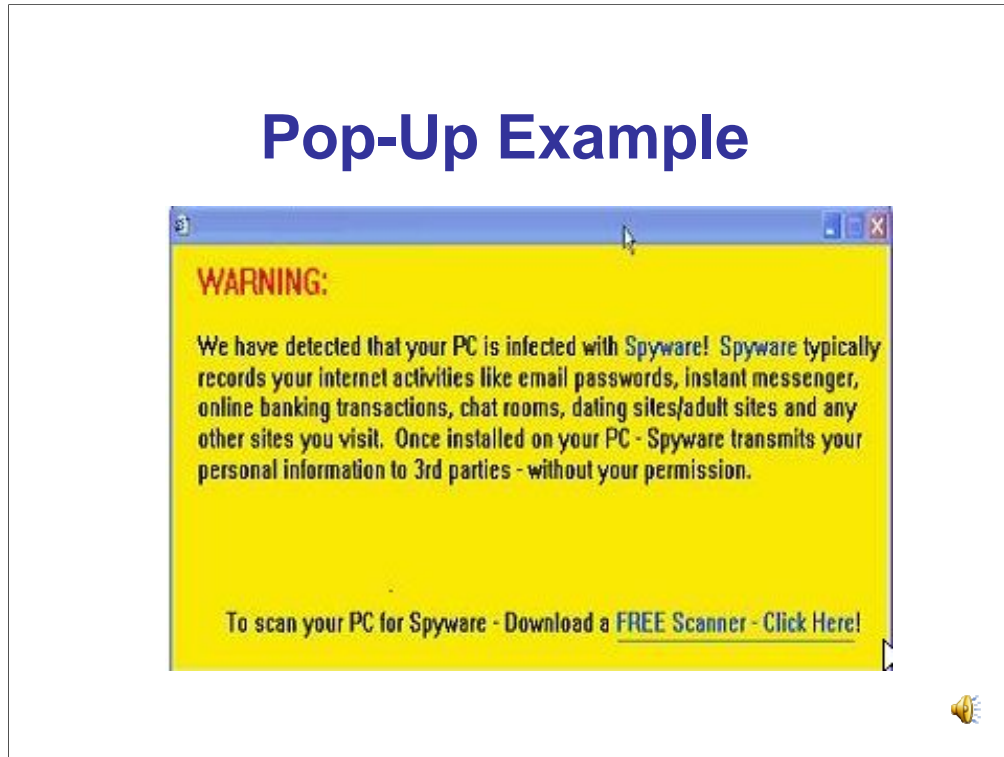 Pop-Up Example
WARNING:
We have detected that your PC is infected with Spyware! Spyware typically
records your internet activities like email passwords, instant messenger,
online banking transactions, chat rooms, dating sites/adult sites and any
other sites you visit. Once installed on your PC - Spyware transmits your
personal information to 3rd parties - without your permission.
To scan your PC for Spyware - Download a FREE Scanner - Click Here!